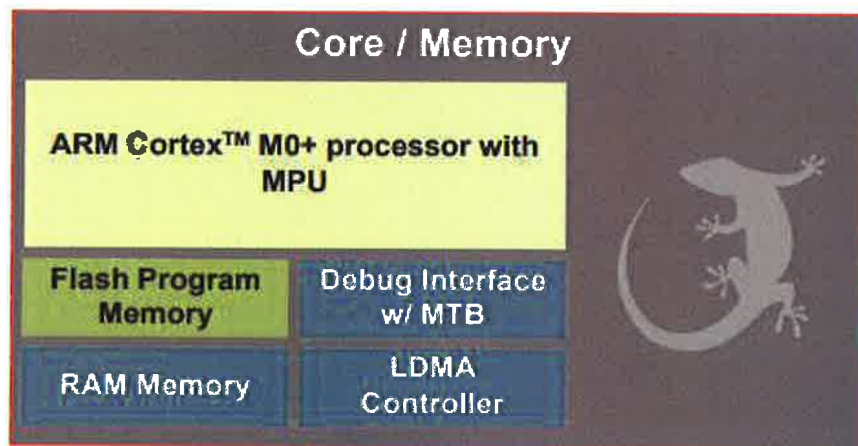 Core / Memory
ARM Cortex™ M0+ processor with
MPU
Flash Program
Memory
Debug Interface
w/ MTB
RAM Memory
LDMA
Controller